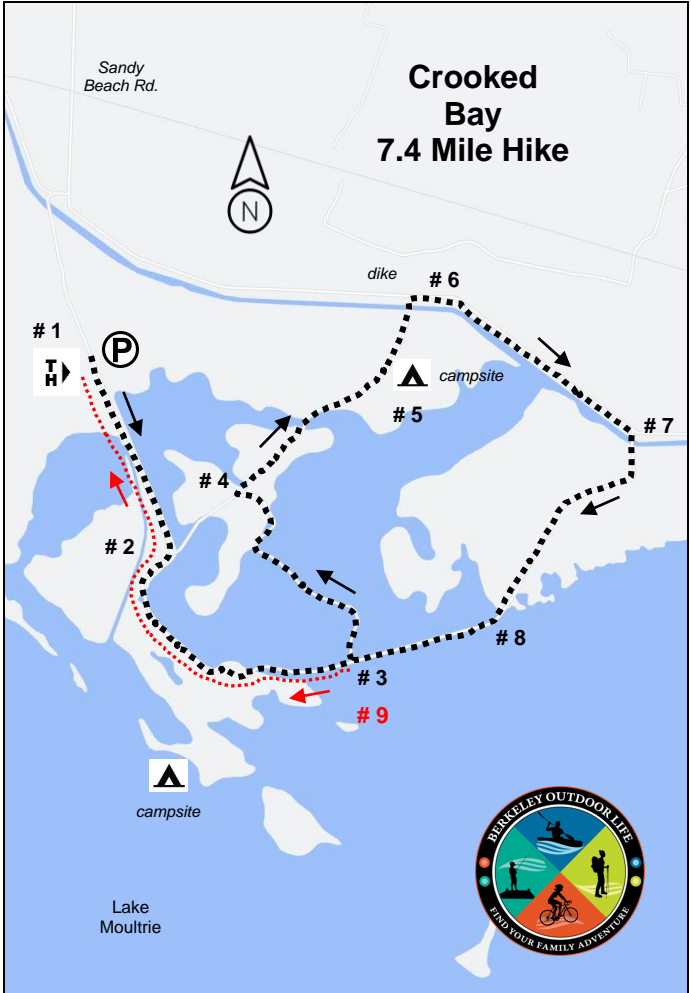 Sandy
Beach Rd.
Crooked
Bay
7.4 Mile Hike
N
dike
# 6
# 1
P
T
H
campsite
# 5
# 7
# 4
# 2
# 8
# 3
# 9
campsite
BERKELEY OUTDOOR LIFE
FIND YOUR FAMILY ADVENTURE
Lake
Moultrie